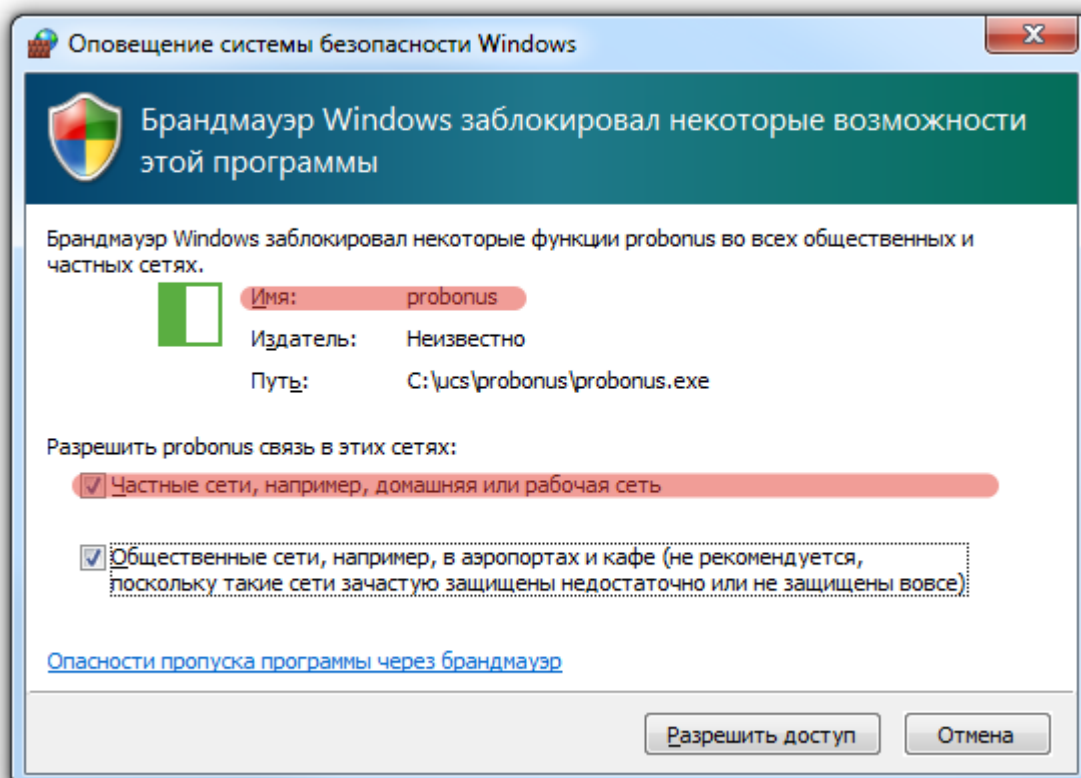 Оповещение системы безопасности Windows
Брандмауэр Windows заблокировал некоторые возможности
этой программы
Брандмауэр Windows заблокировал некоторые функции probonus во всех общественных и
частных сетях.
Имя: probonus
Издатель: Неизвестно
Путь: C:\ucs\probonus\probonus.exe
Разрешить probonus связь в этих сетях:
Частные сети, например, домашняя или рабочая сеть
Общественные сети, например, в аэропортах и кафе (не рекомендуется,
поскольку такие сети зачастую защищены недостаточно или не защищены вовсе)
Опасности пропуска программы через брандмауэр
Разрешить доступ Отмена